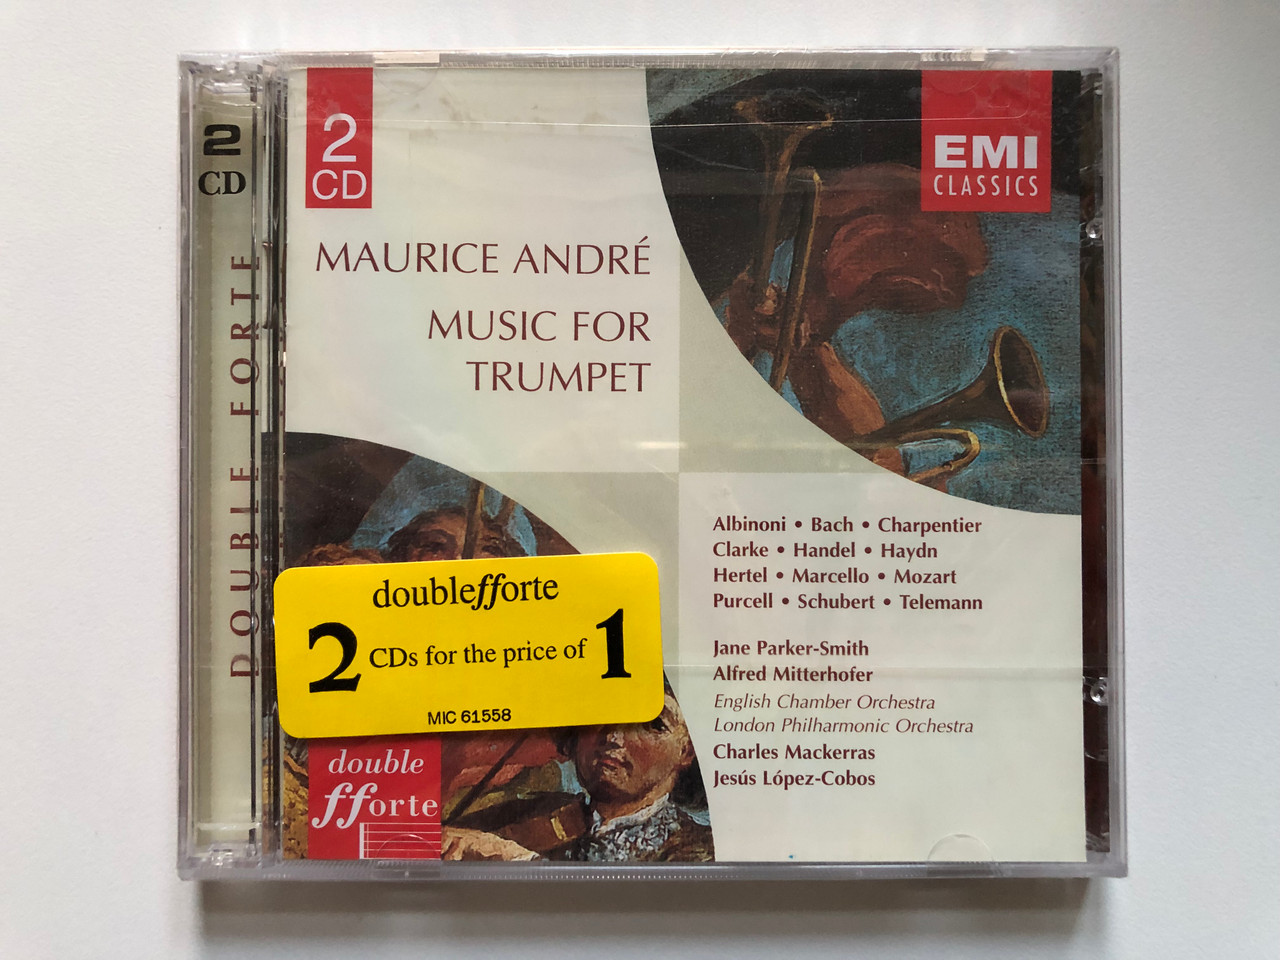 2
CD
DOUBLE FFORTE
2
CD
EMI
CLASSICS
MAURICE ANDRÉ
MUSIC FOR
TRUMPET
Albinoni • Bach • Charpentier
Clarke • Handel • Haydn
Hertel • Marcello • Mozart
Purcell • Schubert • Telemann
Jane Parker-Smith
Alfred Mitterhofer
English Chamber Orchestra
London Philharmonic Orchestra
Charles Mackerras
Jesús López-Cobos
doublefforte
2 CDs for the price of 1
MIC 61558
double
fforte